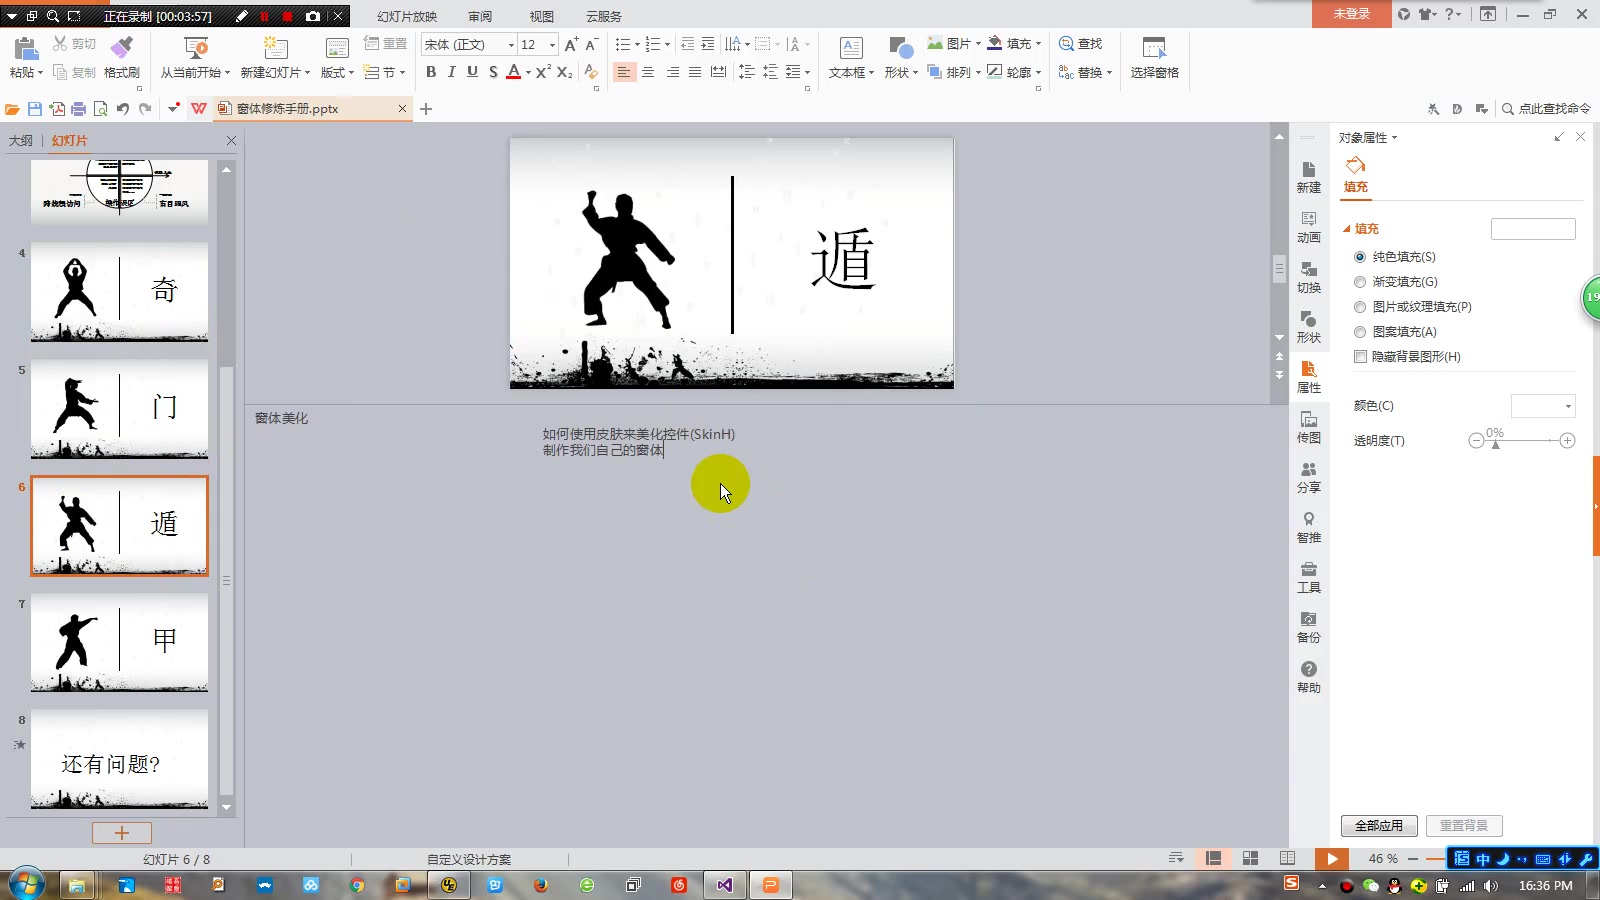 正在录制 [00:03:57]
幻灯片放映
审阅
视图
云服务
未登录
粘贴
剪切
复制
格式刷
从当前开始
新建幻灯片
版式
重置
节
宋体 (正文)
12
B I U S A X² X₂
文本框
形状
图片
排列
填充
轮廓
查找
替换
选择窗格
窗体修炼手册.pptx
点此查找命令
大纲
幻灯片
4
奇
5
门
6
遁
7
甲
8
还有问题?
遁
窗体美化
如何使用皮肤来美化控件(SkinH)
制作我们自己的窗体
新建
动画
切换
形状
属性
传图
分享
智推
工具
备份
帮助
对象属性
填充
填充
纯色填充(S)
渐变填充(G)
图片或纹理填充(P)
图案填充(A)
隐藏背景图形(H)
颜色(C)
透明度(T)
0%
全部应用
重置背景
19
幻灯片 6 / 8
自定义设计方案
46 %
中
16:36 PM